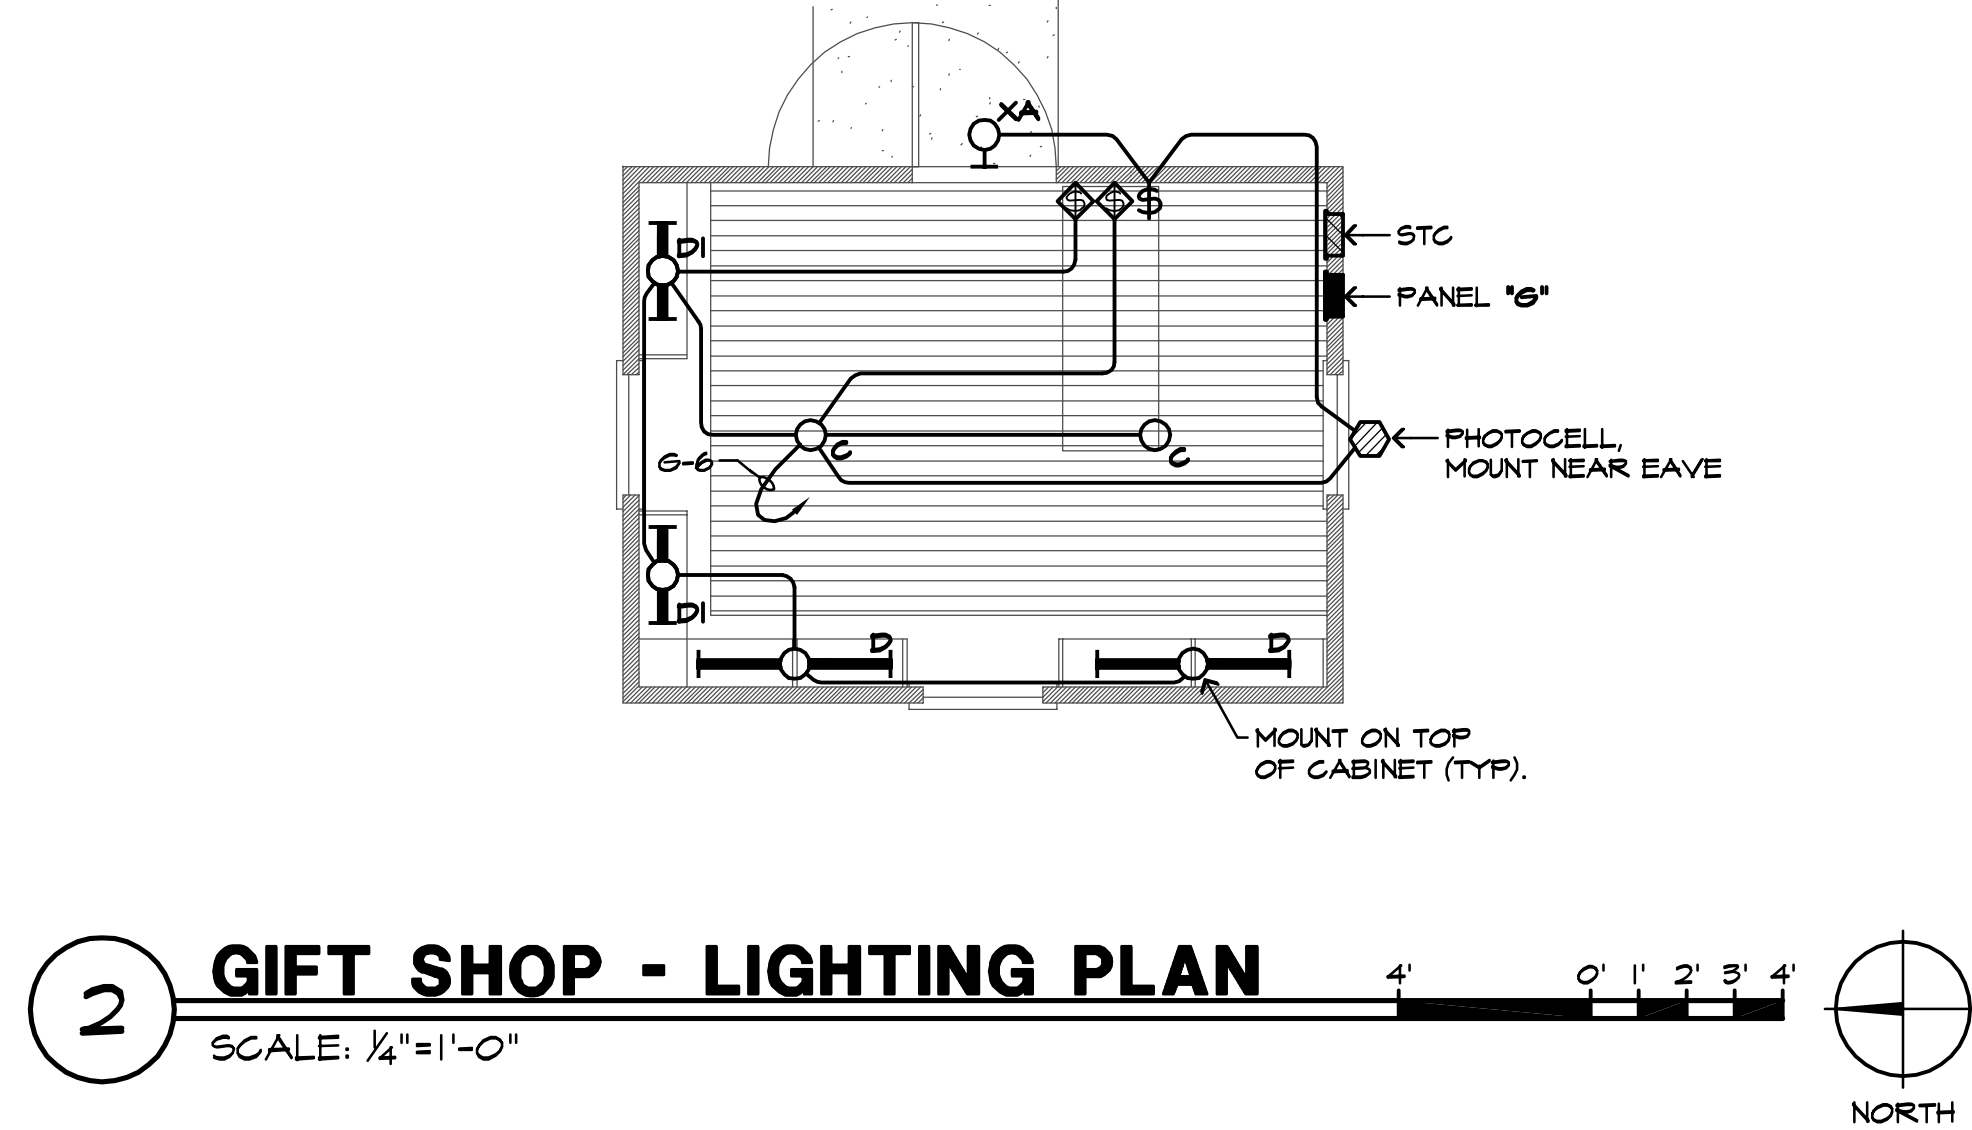 XA
$ $ $
D1
STC
PANEL "G"
C
C
G-6
PHOTOCELL,
MOUNT NEAR EAVE
D1
D
D
MOUNT ON TOP
OF CABINET (TYP).
2
GIFT SHOP - LIGHTING PLAN
4' 0' 1' 2' 3' 4'
SCALE: 1/4"=1'-0"
NORTH